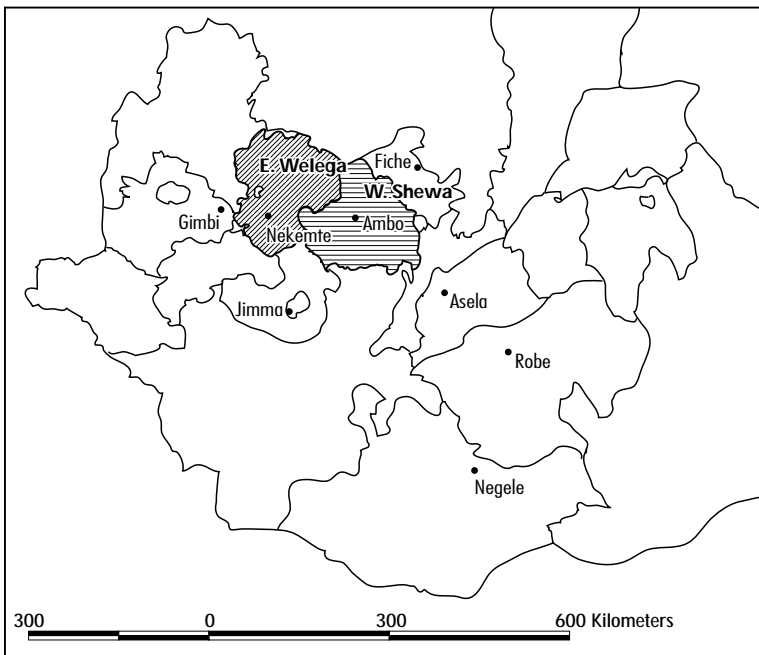 Fiche
E. Welega
W. Shewa
Gimbi
Nekemte
Ambo
Jimma
Asela
Robe
Negele
300 0 300 600 Kilometers